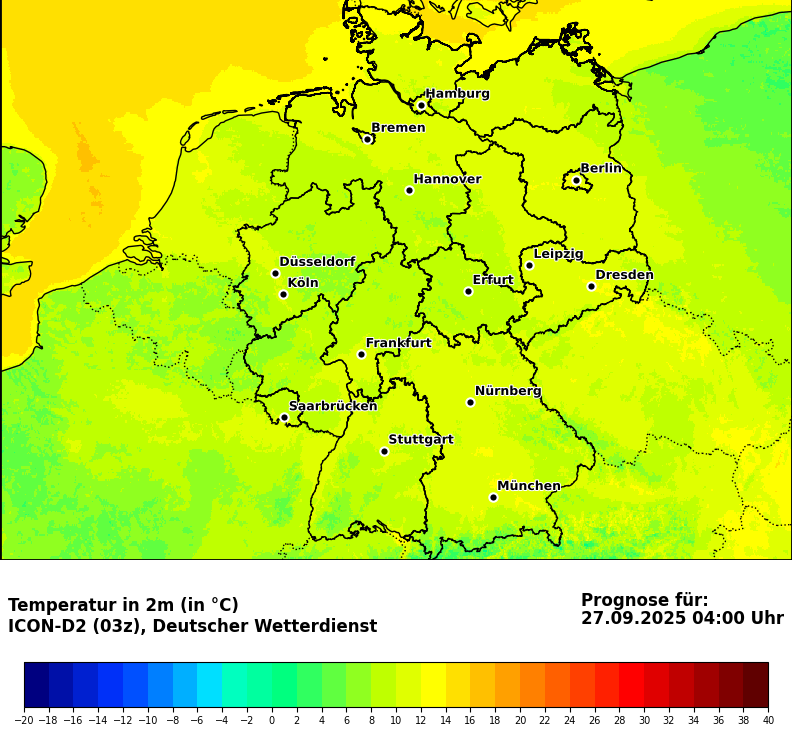 Hamburg
Bremen
Berlin
Hannover
Leipzig
Düsseldorf
Dresden
Köln
Erfurt
Frankfurt
Nürnberg
Saarbrücken
Stuttgart
München
Temperatur in 2m (in °C)
ICON-D2 (03z), Deutscher Wetterdienst
Prognose für:
27.09.2025 04:00 Uhr
−20 −18 −16 −14 −12 −10 −8 −6 −4 −2 0 2 4 6 8 10 12 14 16 18 20 22 24 26 28 30 32 34 36 38 40